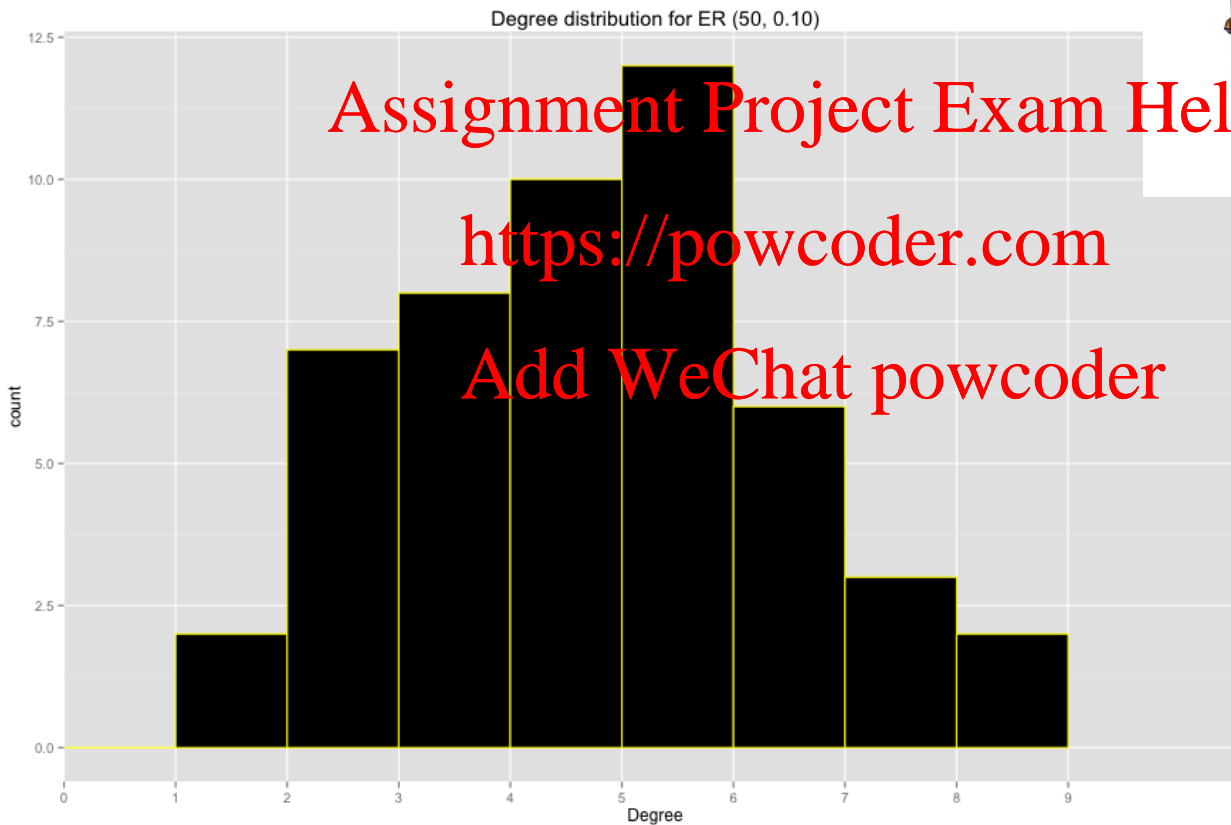 Degree distribution for ER (50, 0.10)
12.5
Assignment Project Exam Hel
10.0
https://powcoder.com
7.5
Add WeChat powcoder
count
5.0
2.5
0.0
0 1 2 3 4 5 6 7 8 9
Degree